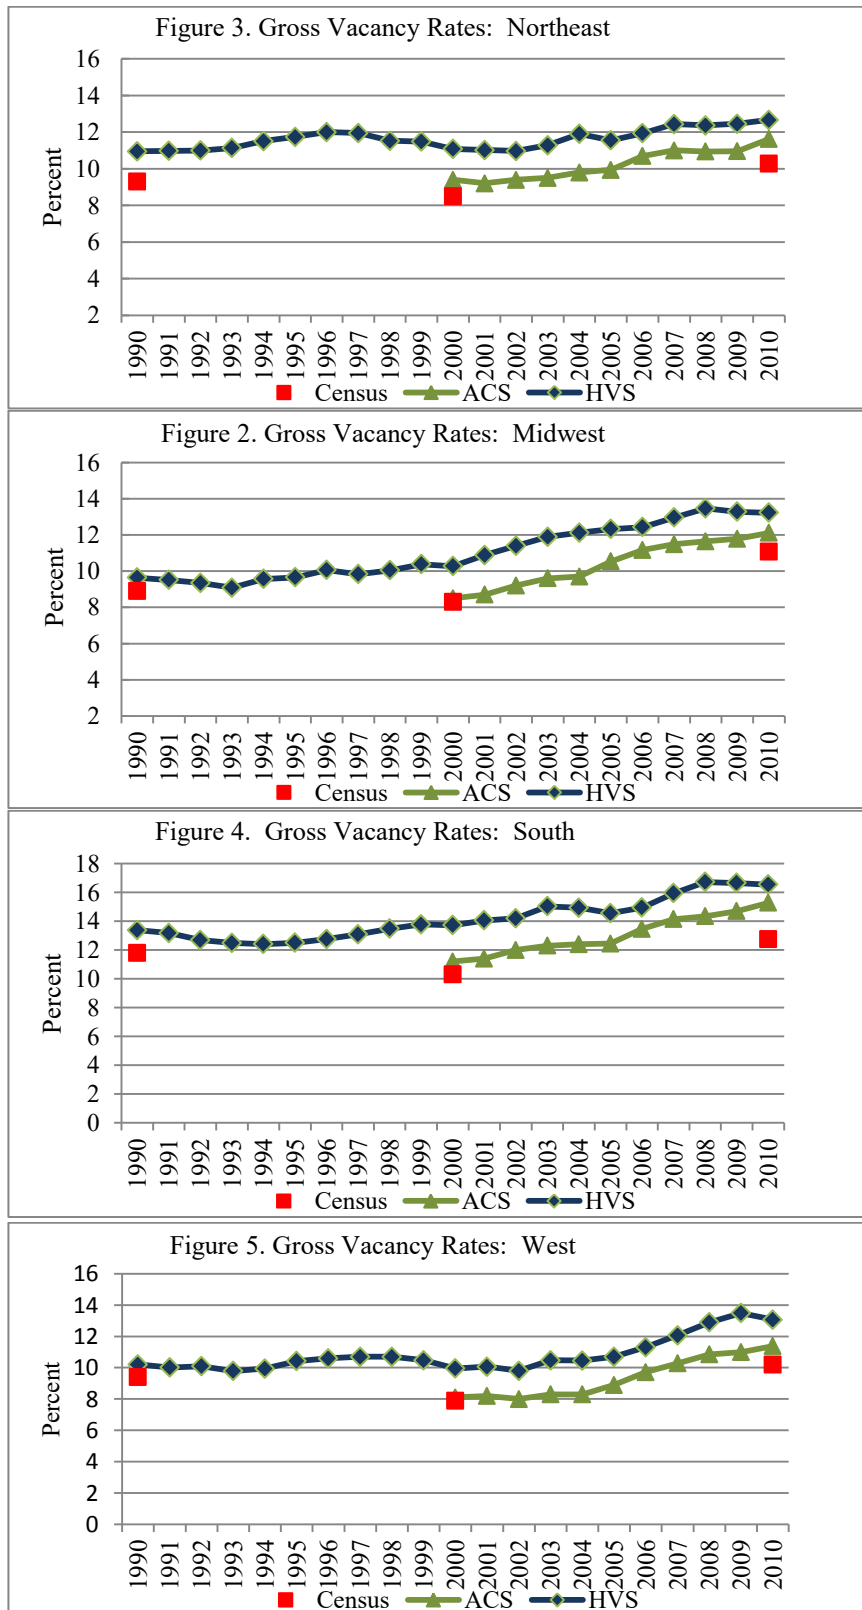 Figure 3. Gross Vacancy Rates:  Northeast
16
14
12
10
8
6
4
2
Percent
1990 1991 1992 1993 1994 1995 1996 1997 1998 1999 2000 2001 2002 2003 2004 2005 2006 2007 2008 2009 2010
Census ACS HVS
Figure 2. Gross Vacancy Rates:  Midwest
16
14
12
10
8
6
4
2
Percent
1990 1991 1992 1993 1994 1995 1996 1997 1998 1999 2000 2001 2002 2003 2004 2005 2006 2007 2008 2009 2010
Census ACS HVS
Figure 4.  Gross Vacancy Rates:  South
18
16
14
12
10
8
6
4
2
0
Percent
1990 1991 1992 1993 1994 1995 1996 1997 1998 1999 2000 2001 2002 2003 2004 2005 2006 2007 2008 2009 2010
Census ACS HVS
Figure 5. Gross Vacancy Rates:  West
16
14
12
10
8
6
4
2
0
Percent
1990 1991 1992 1993 1994 1995 1996 1997 1998 1999 2000 2001 2002 2003 2004 2005 2006 2007 2008 2009 2010
Census ACS HVS